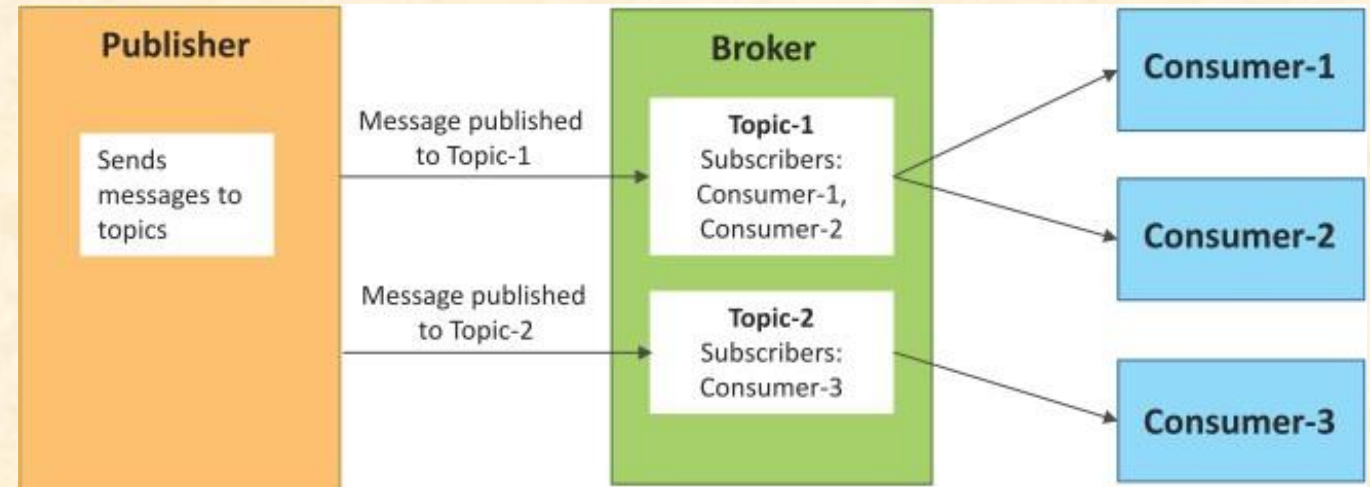 Publisher
Sends
messages to
topics
Message published
to Topic-1
Message published
to Topic-2
Broker
Topic-1
Subscribers:
Consumer-1,
Consumer-2
Topic-2
Subscribers:
Consumer-3
Consumer-1
Consumer-2
Consumer-3